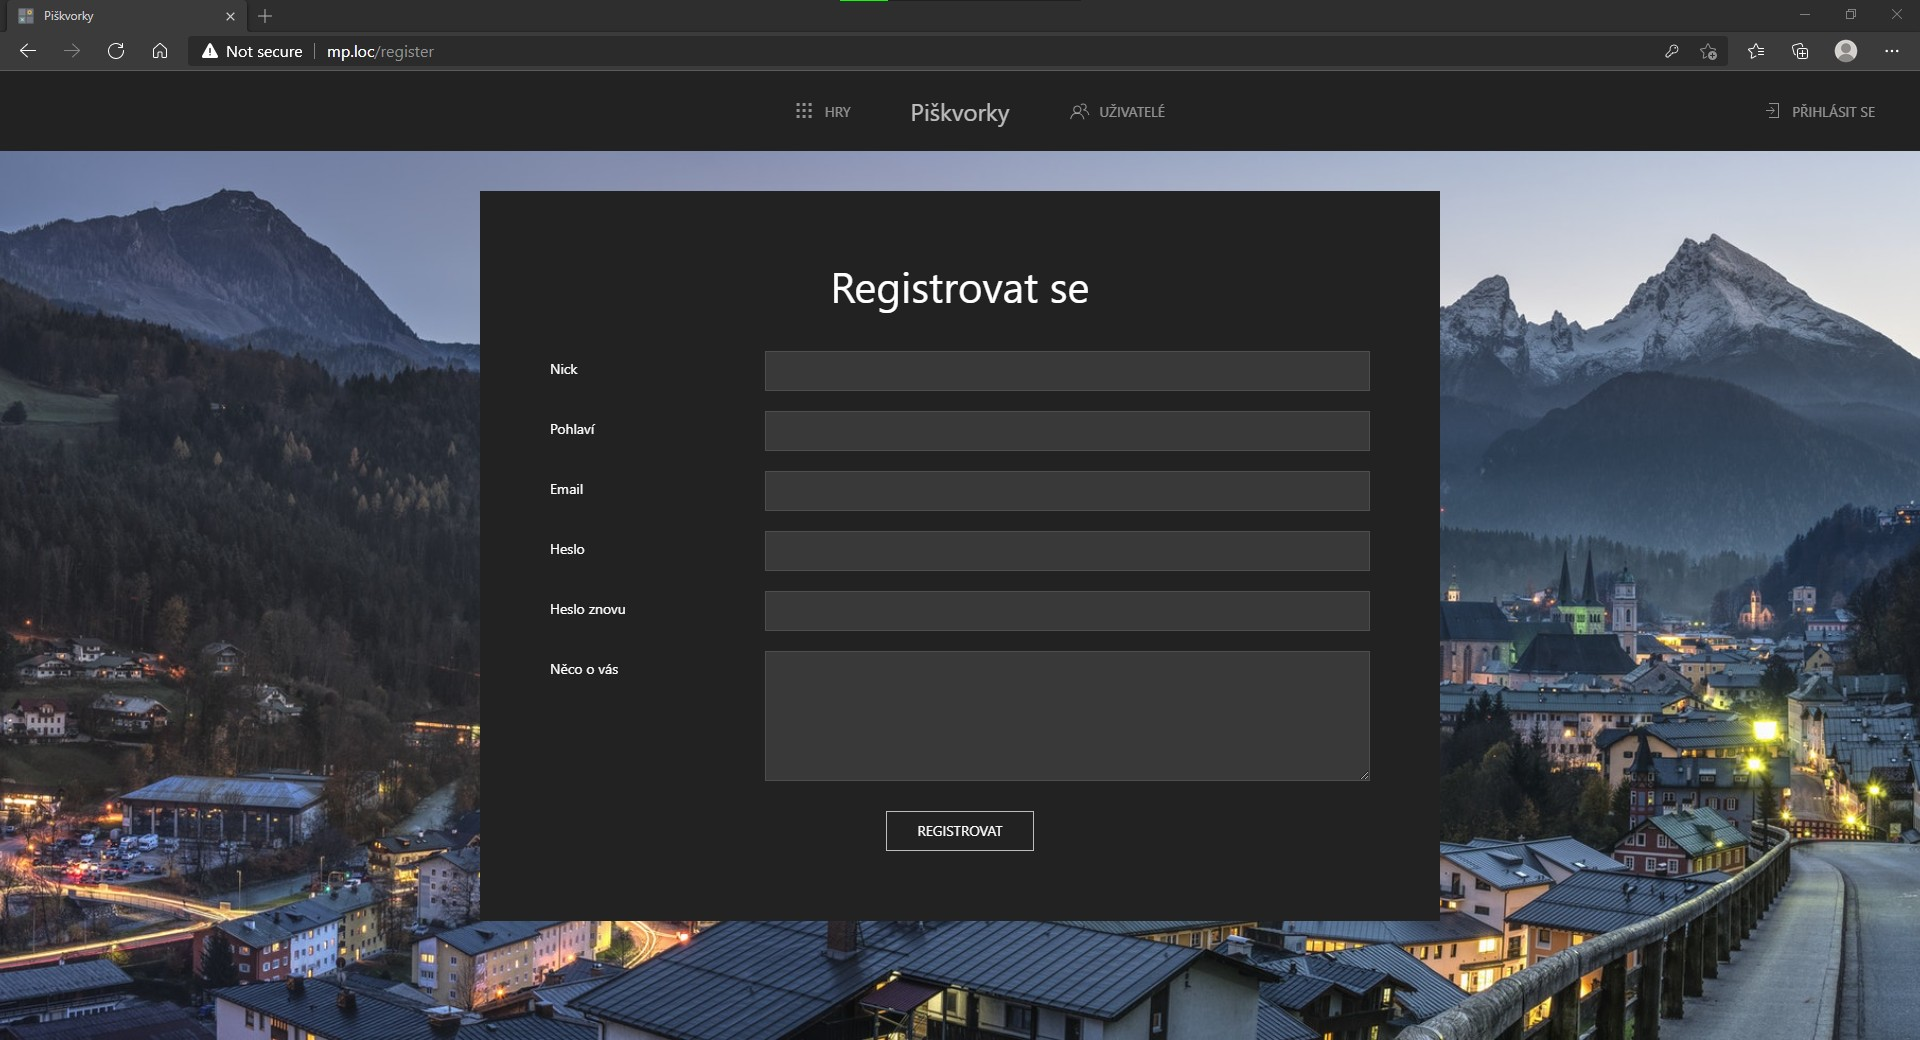 Piškvorky
Not secure
mp.loc/register
HRY
Piškvorky
UŽIVATELÉ
PŘIHLÁSIT SE
Registrovat se
Nick
Pohlaví
Email
Heslo
Heslo znovu
Něco o vás
REGISTROVAT